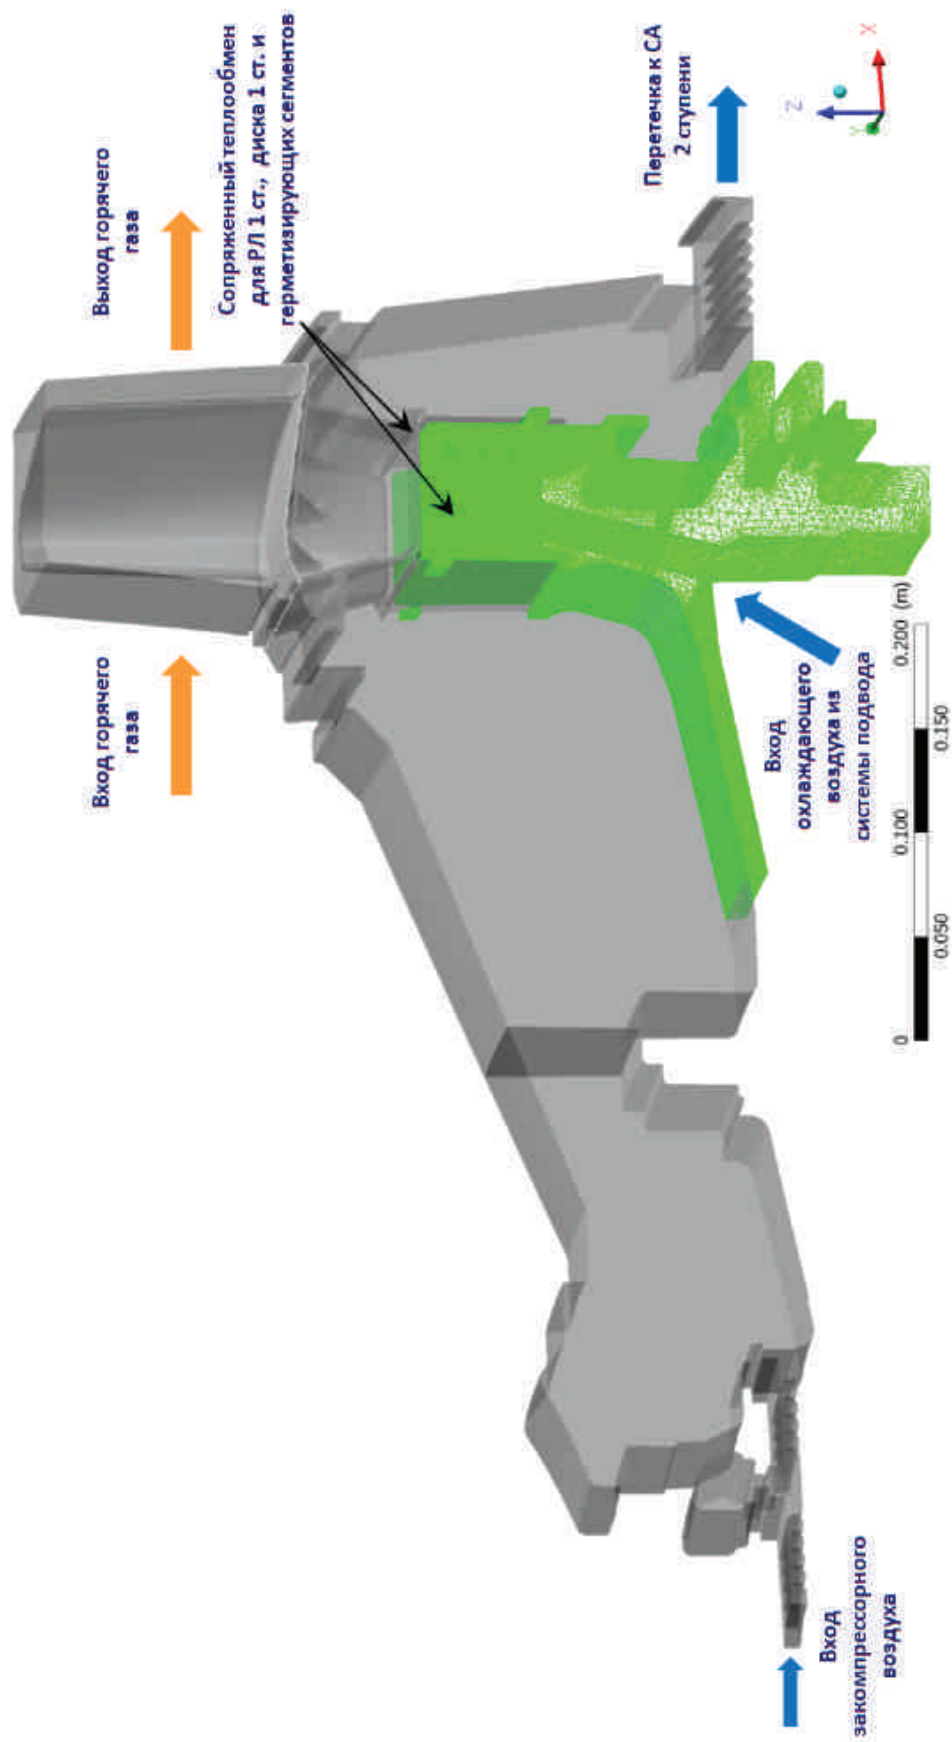 Вход горячего
газа
Выход горячего
газа
Сопряженный теплообмен
для РЛ 1 ст., диска 1 ст. и
герметизирующих сегментов
Перетечка к СА
2 ступени
Z
X
Y
Вход
закомпрессорного
воздуха
Вход
охлаждающего
воздуха из
системы подвода
0
0.100
0.200 (m)
0.050
0.150